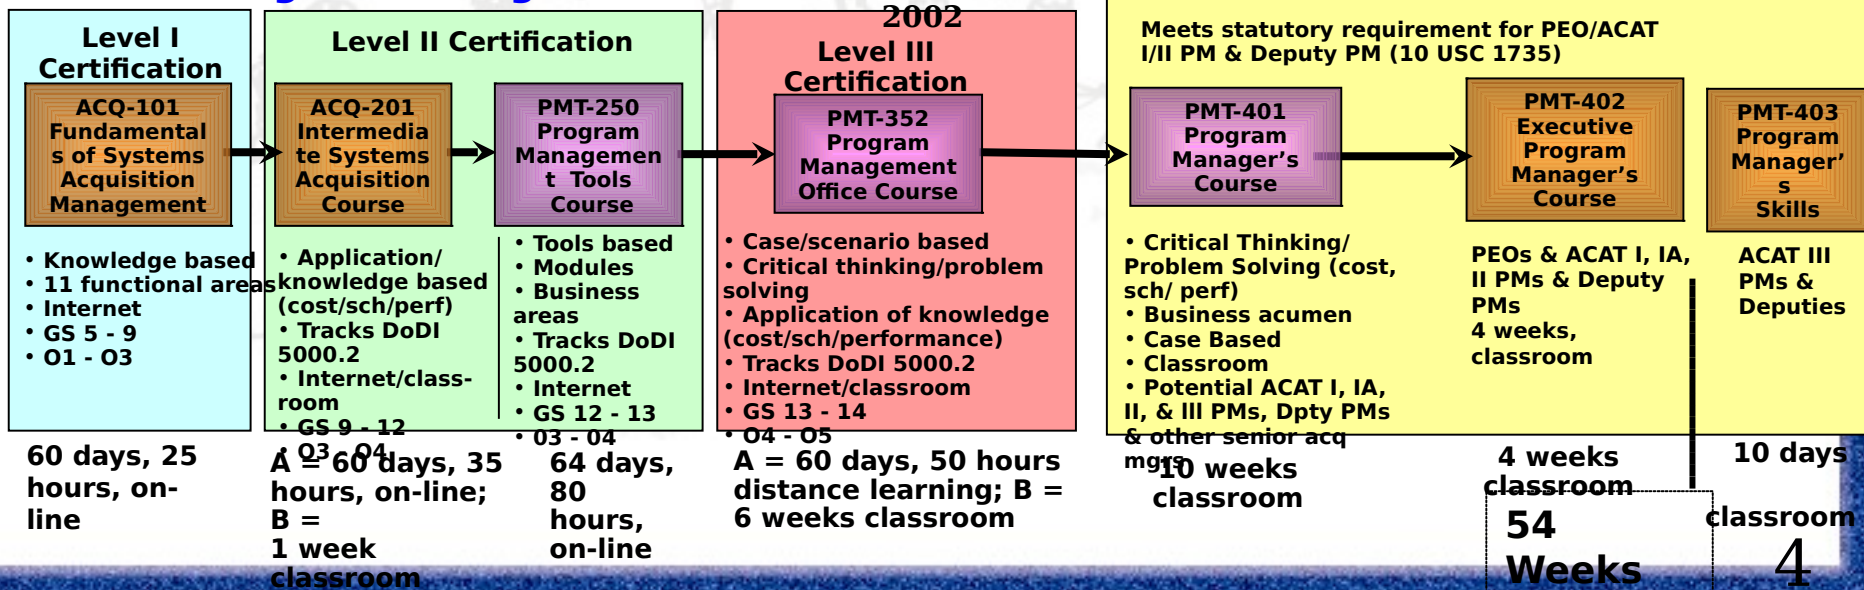 2002
Level I
Certification
ACQ-101
Fundamental
s of Systems
Acquisition
Management
• Knowledge based
• 11 functional areas
• Internet
• GS 5 - 9
• O1 - O3
60 days, 25
hours, on-
line
Level II Certification
ACQ-201
Intermedia
te Systems
Acquisition
Course
• Application/
knowledge based
(cost/sch/perf)
• Tracks DoDI
5000.2
• Internet/class-
room
• GS 9 - 12
• O3 - O4
A = 60 days, 35
hours, on-line;
B =
1 week
classroom
PMT-250
Program
Managemen
t Tools
Course
• Tools based
• Modules
• Business
areas
• Tracks DoDI
5000.2
• Internet
• GS 12 - 13
• 03 - 04
64 days,
80
hours,
on-line
Level III
Certification
PMT-352
Program
Management
Office Course
• Case/scenario based
• Critical thinking/problem
solving
• Application of knowledge
(cost/sch/performance)
• Tracks DoDI 5000.2
• Internet/classroom
• GS 13 - 14
• O4 - O5
A = 60 days, 50 hours
distance learning; B =
6 weeks classroom
Meets statutory requirement for PEO/ACAT
I/II PM & Deputy PM (10 USC 1735)
PMT-401
Program
Manager’s
Course
• Critical Thinking/
Problem Solving (cost,
sch/ perf)
• Business acumen
• Case Based
• Classroom
• Potential ACAT I, IA,
II, & lll PMs, Dpty PMs
& other senior acq
mgrs
10 weeks
classroom
PMT-402
Executive
Program
Manager’s
Course
PEOs & ACAT I, IA,
II PMs & Deputy
PMs
4 weeks,
classroom
4 weeks
classroom
PMT-403
Program
Manager’
s
Skills
ACAT III
PMs &
Deputies
10 days
classroom
54
Weeks
4